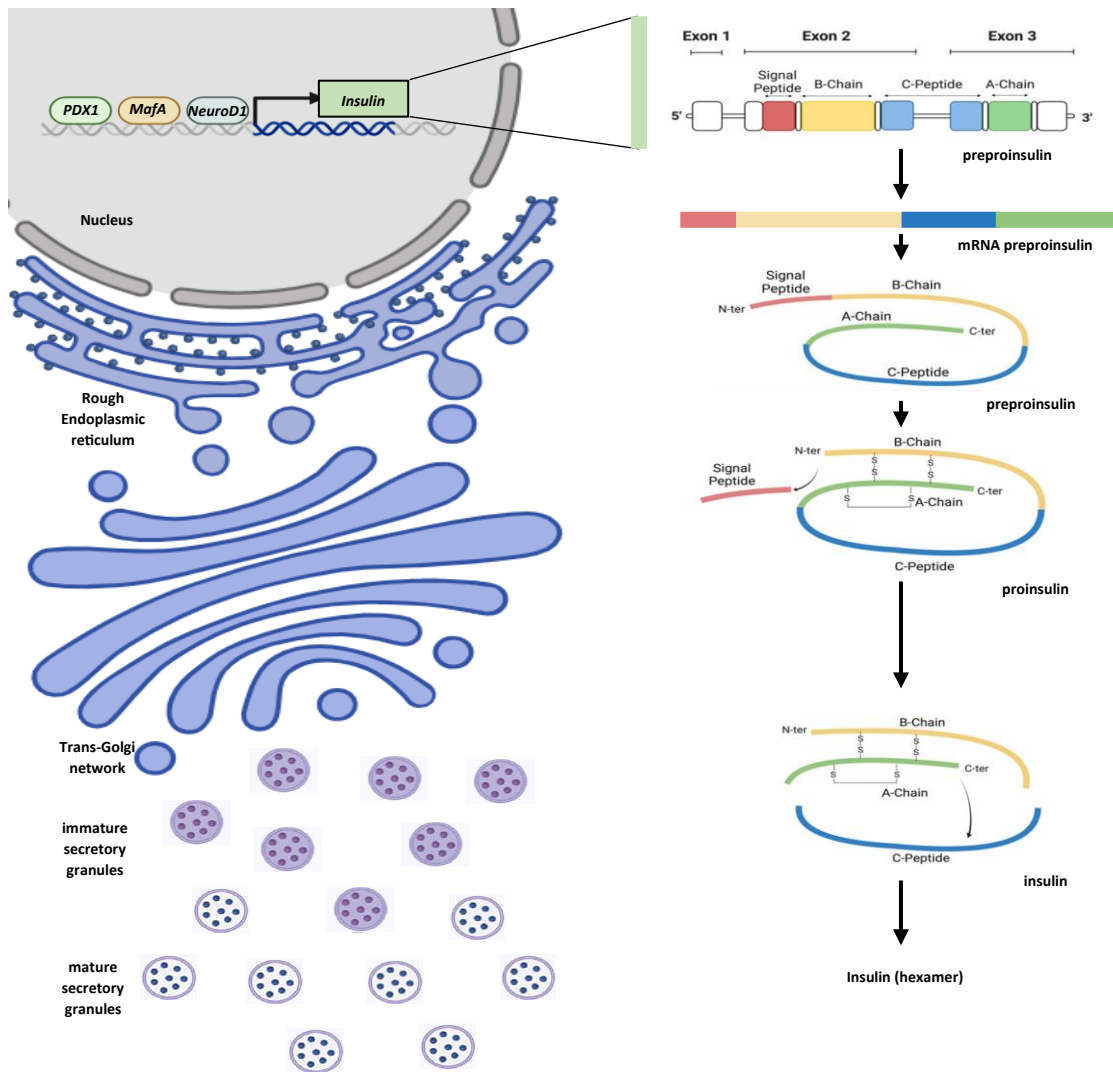 PDX1
MafA
NeuroD1
Insulin
Nucleus
Rough
Endoplasmic
reticulum
Trans-Golgi
network
immature
secretory
granules
mature
secretory
granules
Exon 1
Exon 2
Exon 3
Signal
Peptide
B-Chain
C-Peptide
A-Chain
5'
3'
preproinsulin
mRNA preproinsulin
Signal
Peptide
B-Chain
N-ter
A-Chain
C-ter
C-Peptide
preproinsulin
B-Chain
N-ter
Signal
Peptide
S
S
S
S
C-ter
S
S
A-Chain
C-Peptide
proinsulin
B-Chain
N-ter
S
S
S
S
C-ter
S
S
A-Chain
C-Peptide
insulin
Insulin (hexamer)